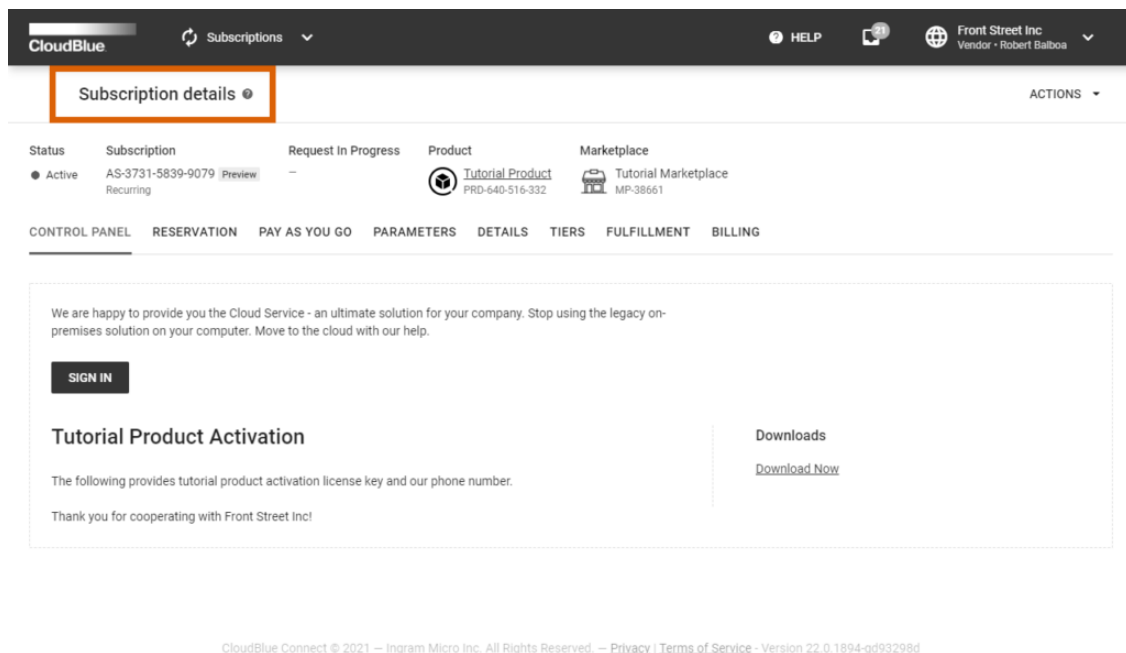 CloudBlue
Subscriptions
HELP
21
Front Street Inc
Vendor • Robert Balboa
Subscription details
ACTIONS
Status
Subscription
Request In Progress
Product
Marketplace
Active
AS-3731-5839-9079 Preview
Recurring
–
Tutorial Product
PRD-640-516-332
Tutorial Marketplace
MP-38661
CONTROL PANEL RESERVATION PAY AS YOU GO PARAMETERS DETAILS TIERS FULFILLMENT BILLING
We are happy to provide you the Cloud Service - an ultimate solution for your company. Stop using the legacy on-
premises solution on your computer. Move to the cloud with our help.
SIGN IN
Tutorial Product Activation
The following provides tutorial product activation license key and our phone number.
Thank you for cooperating with Front Street Inc!
Downloads
Download Now
CloudBlue Connect © 2021 — Ingram Micro Inc. All Rights Reserved. — Privacy | Terms of Service - Version 22.0.1894-gd93298d